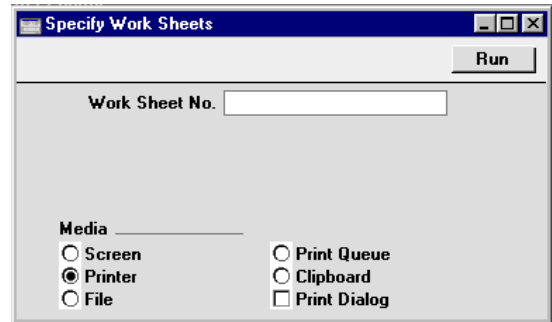 Specify Work Sheets
Run
Work Sheet No.
Media
Screen
Print Queue
Printer
Clipboard
File
Print Dialog